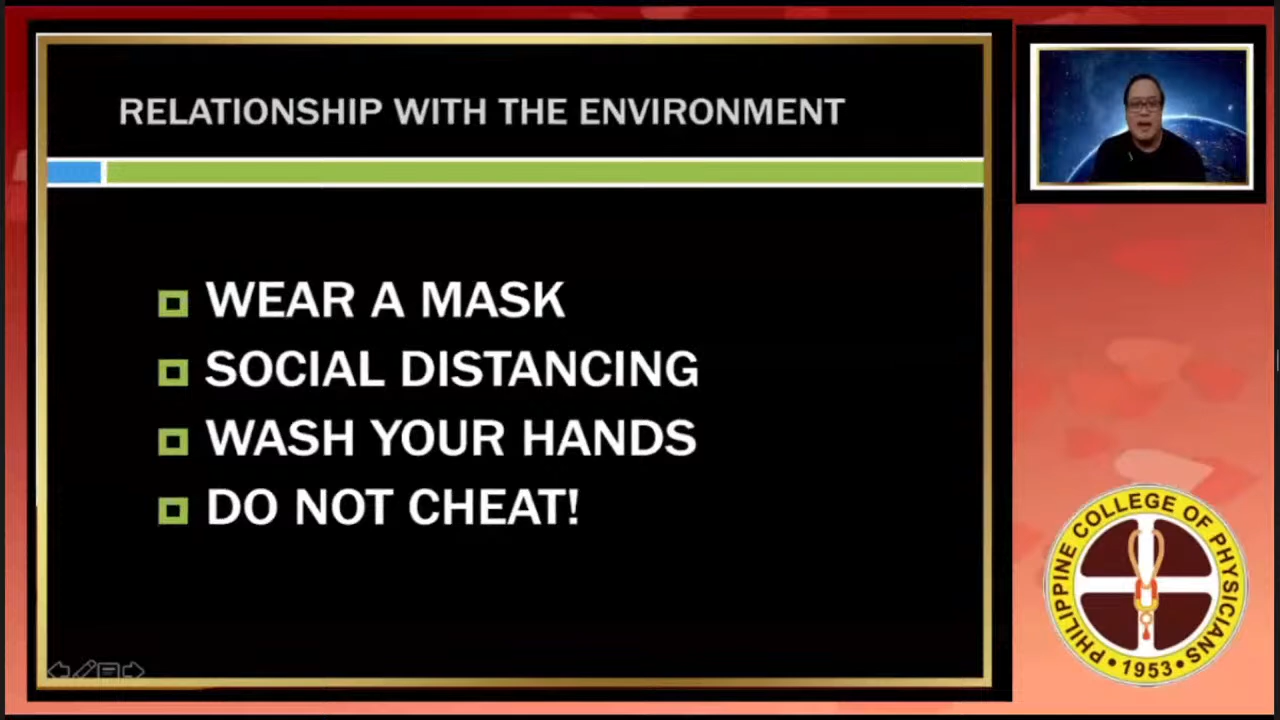 RELATIONSHIP WITH THE ENVIRONMENT
WEAR A MASK
SOCIAL DISTANCING
WASH YOUR HANDS
DO NOT CHEAT!
PHILIPPINE COLLEGE OF PHYSICIANS
• 1953 •